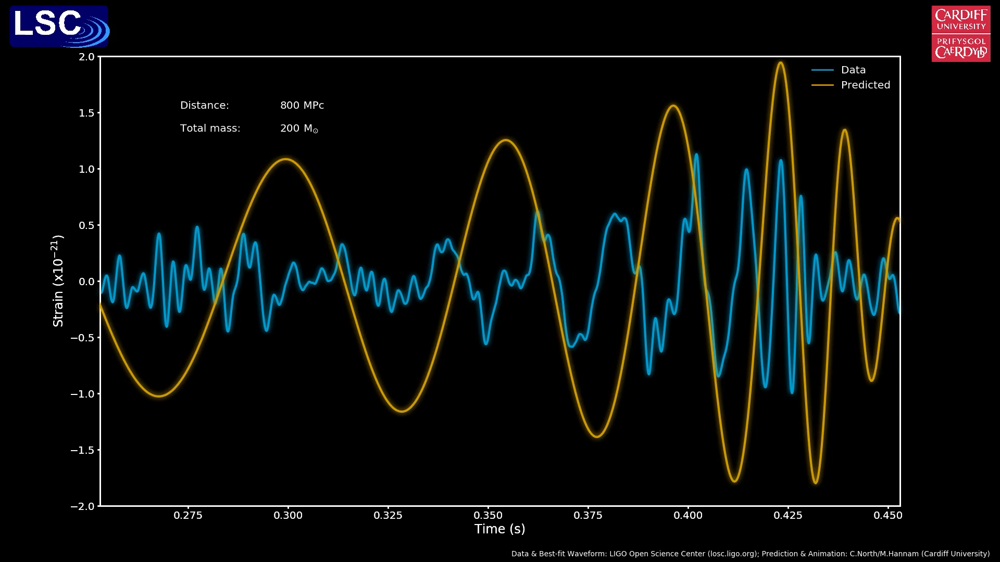 LSC
CARDIFF
UNIVERSITY
PRIFYSGOL
CAERDYDD
2.0
Data
Predicted
Distance: 800 MPc
1.5
Total mass: 200 M☉
1.0
0.5
0.0
−0.5
−1.0
−1.5
−2.0
Strain (x10⁻²¹)
0.275 0.300 0.325 0.350 0.375 0.400 0.425 0.450
Time (s)
Data & Best-fit Waveform: LIGO Open Science Center (losc.ligo.org); Prediction & Animation: C.North/M.Hannam (Cardiff University)